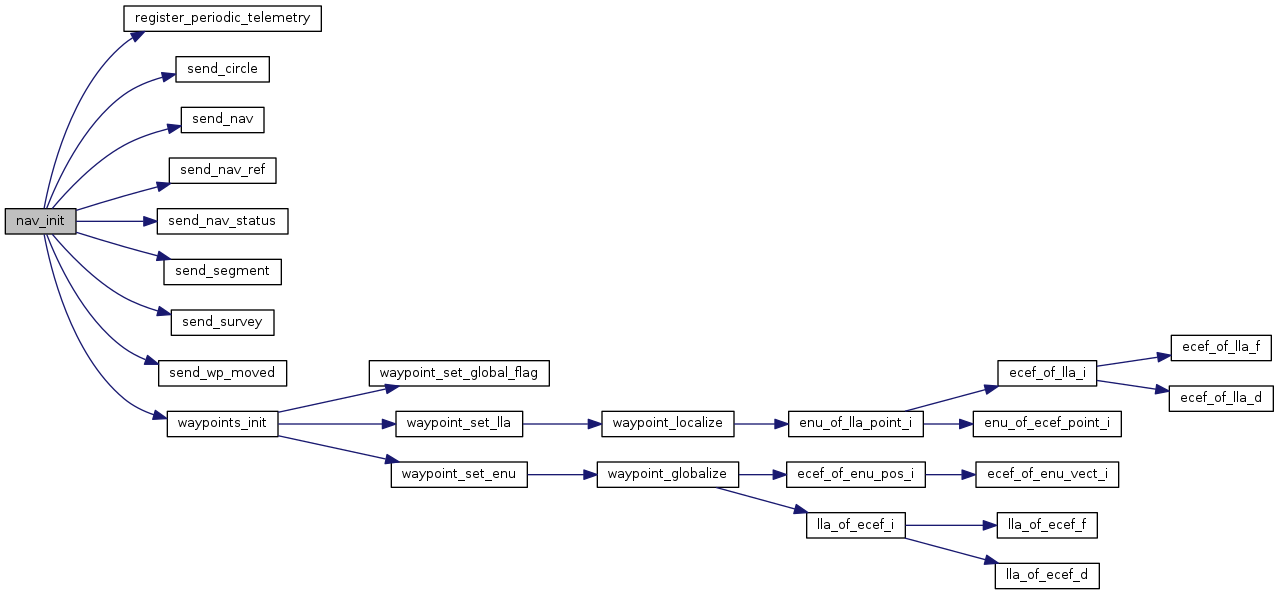 register_periodic_telemetry
send_circle
send_nav
send_nav_ref
nav_init
send_nav_status
send_segment
send_survey
send_wp_moved
waypoints_init
waypoint_set_global_flag
waypoint_set_lla
waypoint_set_enu
waypoint_localize
waypoint_globalize
enu_of_lla_point_i
ecef_of_enu_pos_i
lla_of_ecef_i
ecef_of_lla_i
enu_of_ecef_point_i
ecef_of_enu_vect_i
lla_of_ecef_f
lla_of_ecef_d
ecef_of_lla_f
ecef_of_lla_d